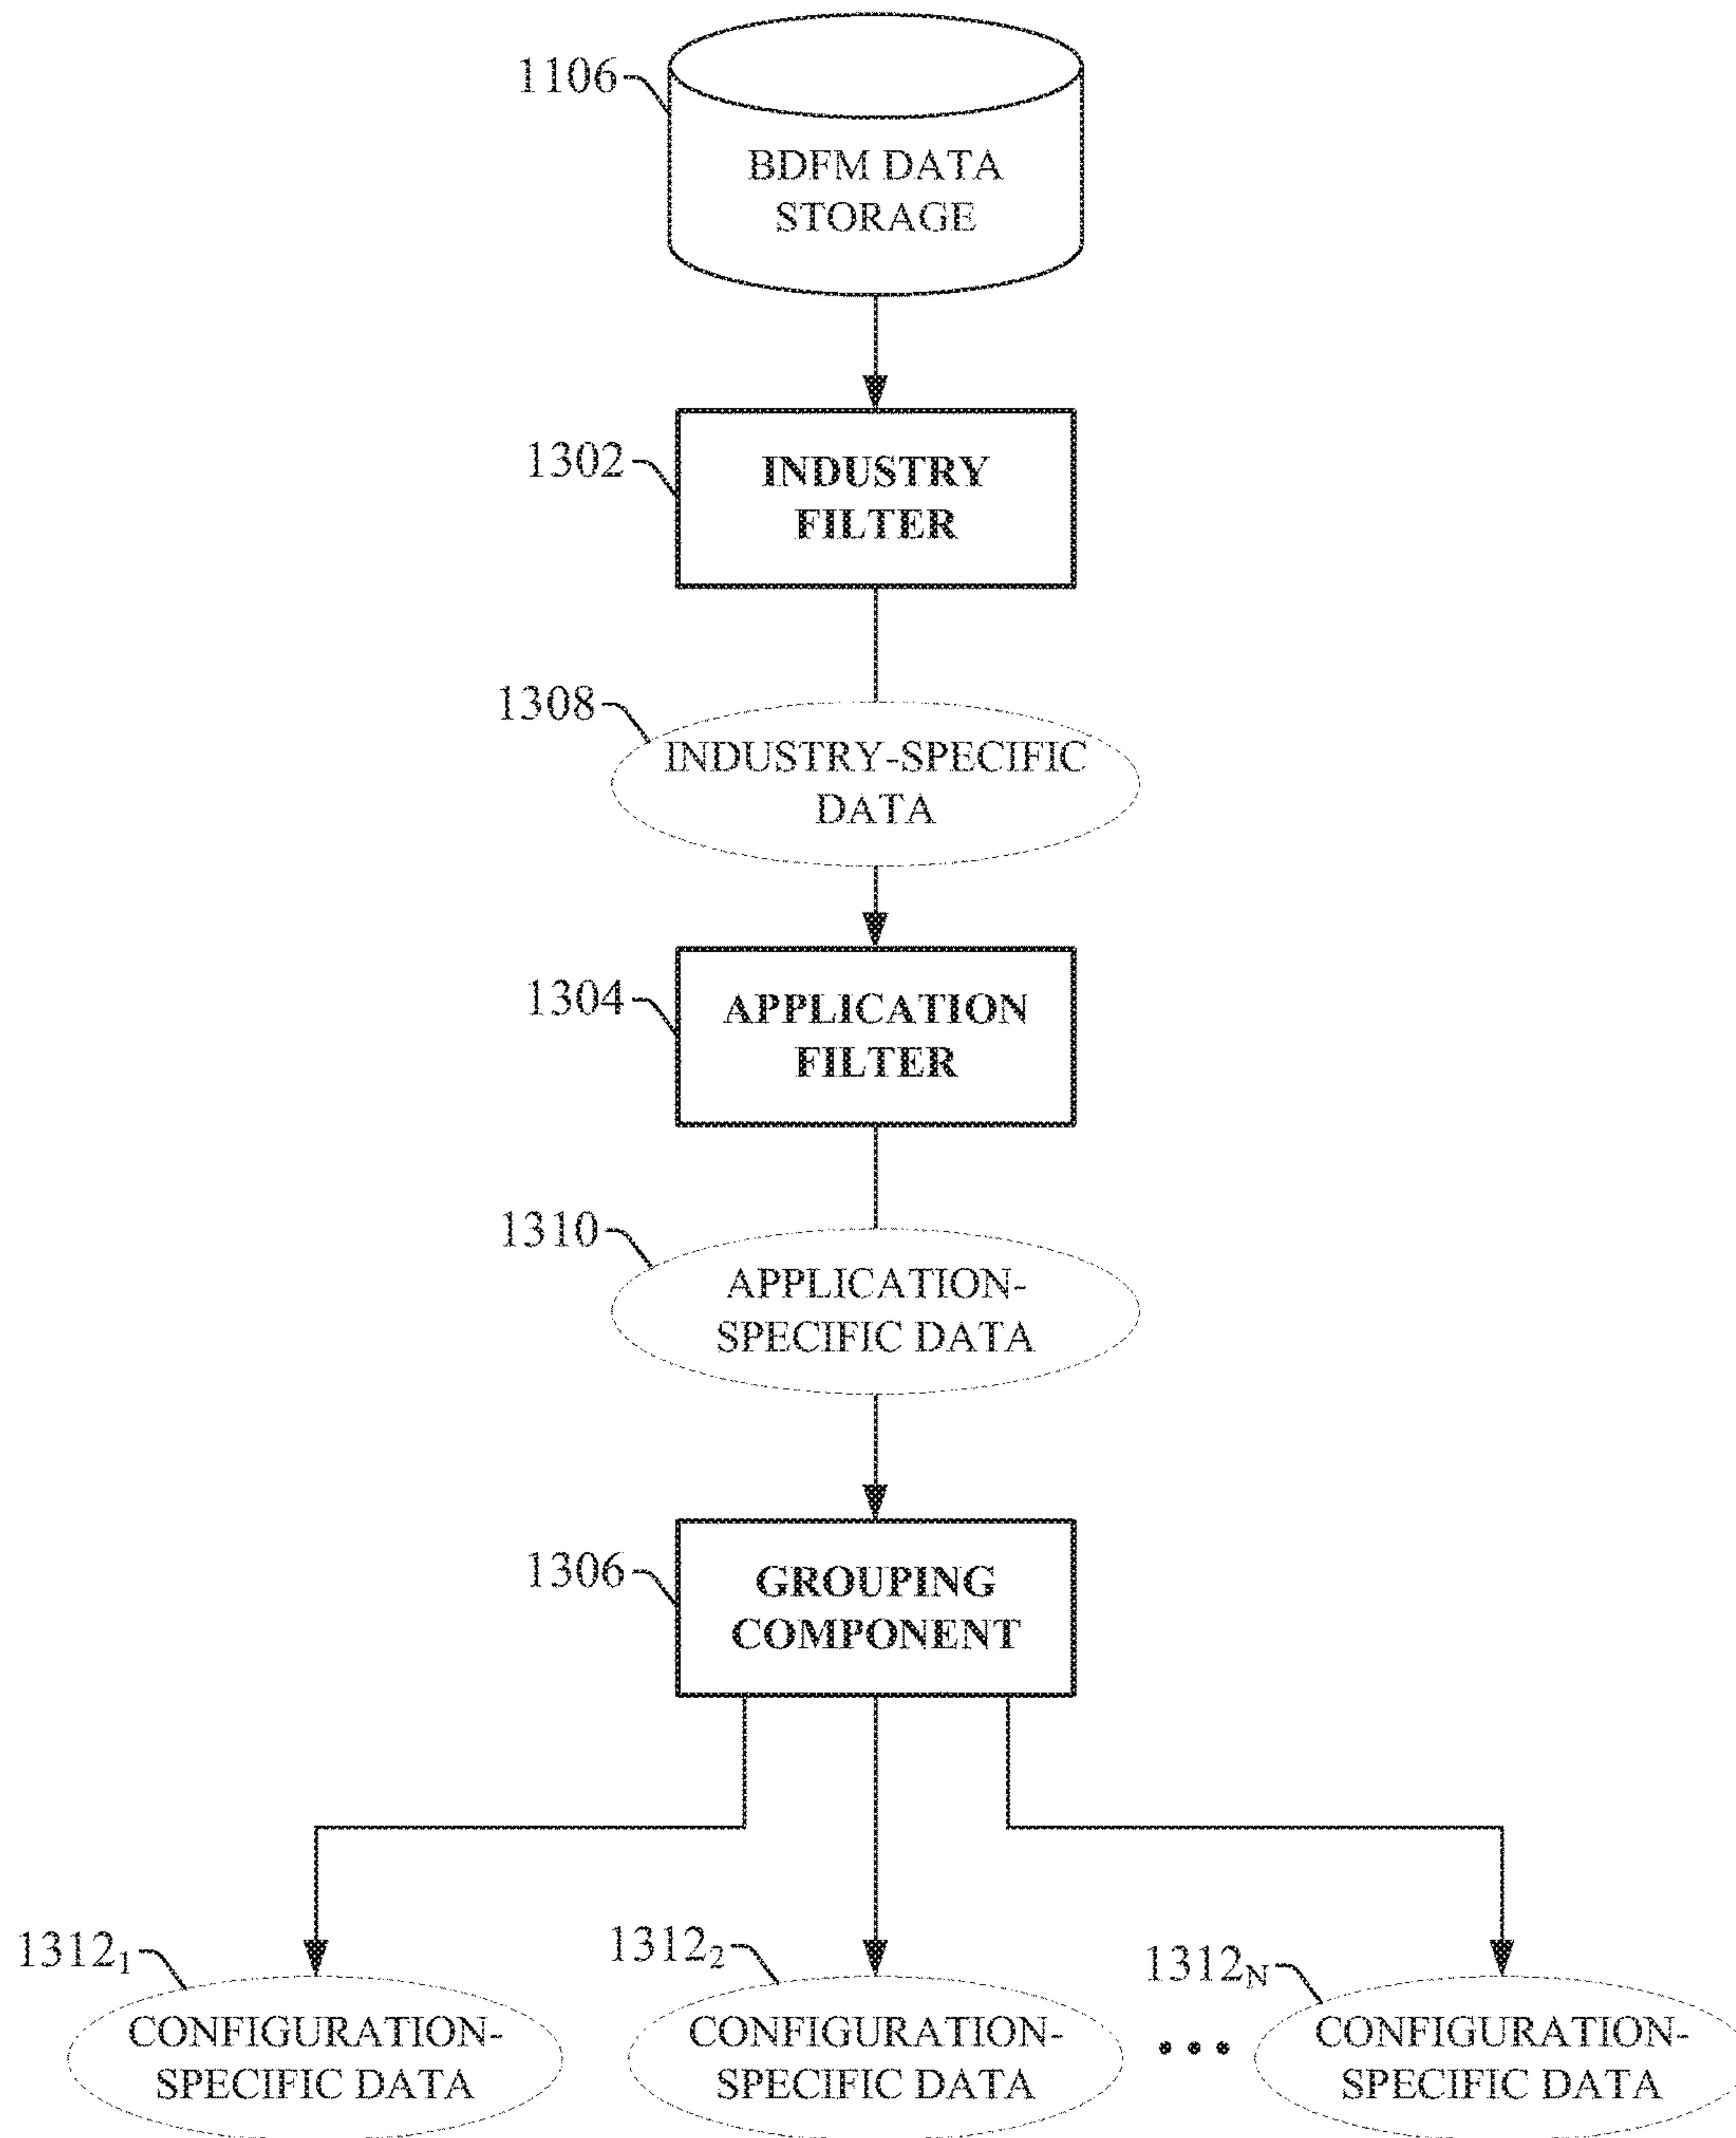 1106
BDFM DATA
STORAGE
1302
INDUSTRY
FILTER
1308
INDUSTRY-SPECIFIC
DATA
1304
APPLICATION
FILTER
1310
APPLICATION-
SPECIFIC DATA
1306
GROUPING
COMPONENT
1312₁
CONFIGURATION-
SPECIFIC DATA
1312₂
CONFIGURATION-
SPECIFIC DATA
•••
1312_N
CONFIGURATION-
SPECIFIC DATA